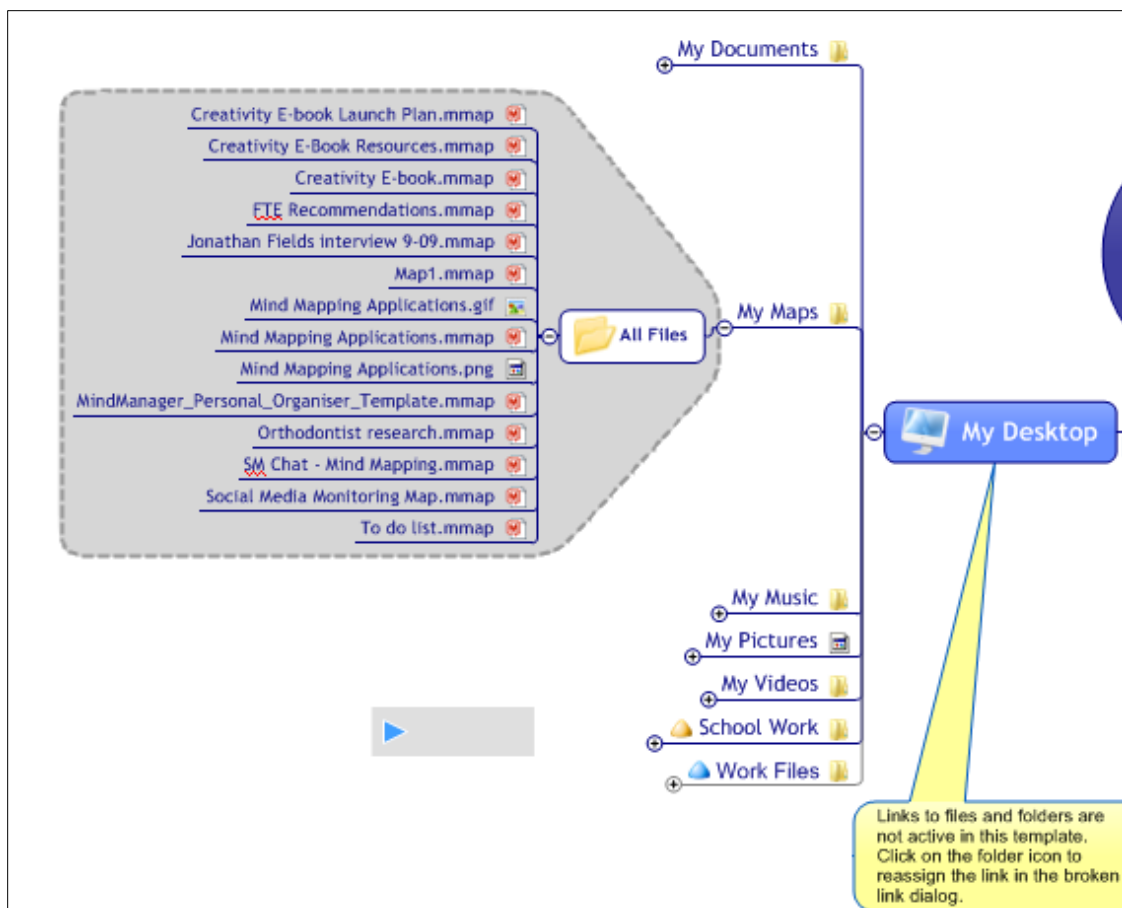 My Documents
Creativity E-book Launch Plan.mmap
Creativity E-Book Resources.mmap
Creativity E-book.mmap
FTE Recommendations.mmap
Jonathan Fields interview 9-09.mmap
Map1.mmap
Mind Mapping Applications.gif
Mind Mapping Applications.mmap
Mind Mapping Applications.png
MindManager_Personal_Organiser_Template.mmap
Orthodontist research.mmap
SM Chat - Mind Mapping.mmap
Social Media Monitoring Map.mmap
To do list.mmap
All Files
My Maps
My Desktop
My Music
My Pictures
My Videos
School Work
Work Files
Links to files and folders are
not active in this template.
Click on the folder icon to
reassign the link in the broken
link dialog.